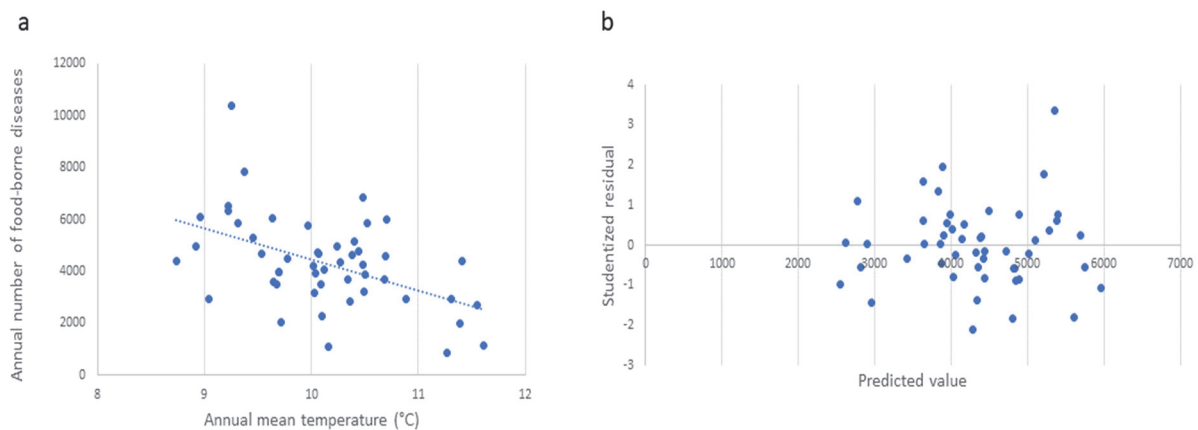 a
Annual number of food-borne diseases
12000
10000
8000
6000
4000
2000
0
8 9 10 11 12
Annual mean temperature (°C)
b
Studentized residual
4
3
2
1
0
-1
-2
-3
0 1000 2000 3000 4000 5000 6000 7000
Predicted value